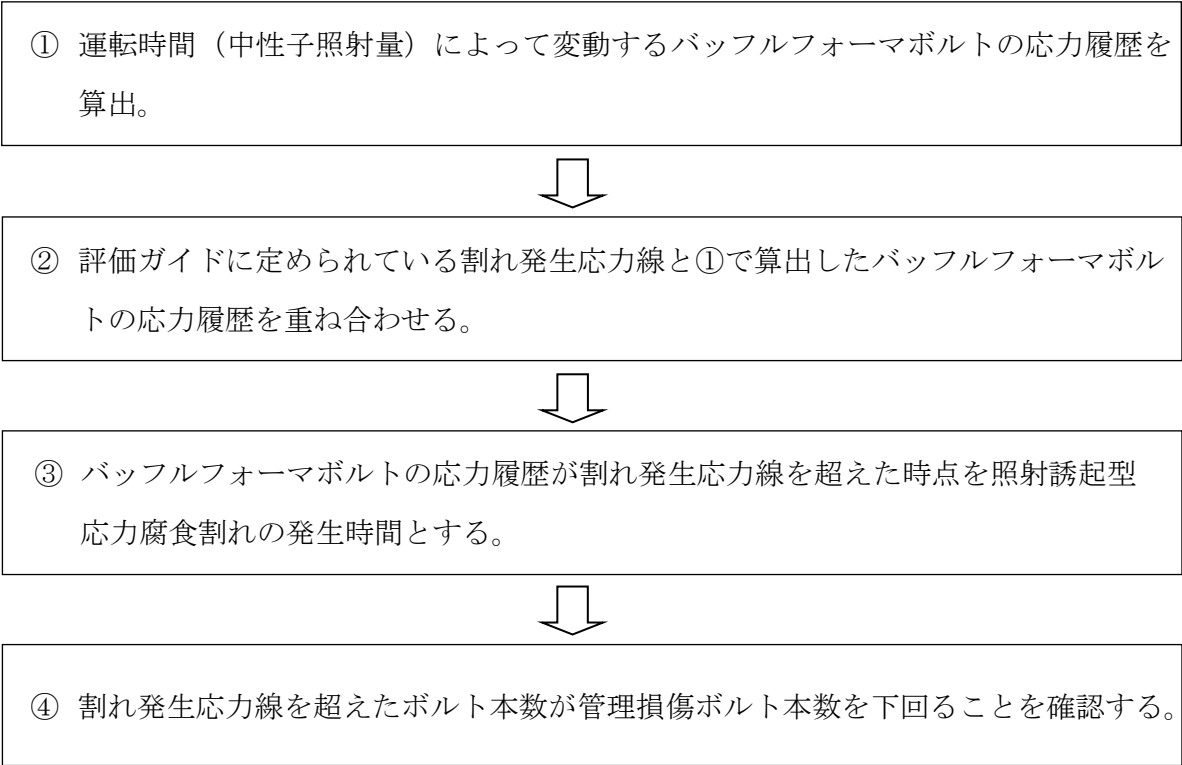 ① 運転時間（中性子照射量）によって変動するバッフルフォーマボルトの応力履歴を
算出。
② 評価ガイドに定められている割れ発生応力線と①で算出したバッフルフォーマボル
トの応力履歴を重ね合わせる。
③ バッフルフォーマボルトの応力履歴が割れ発生応力線を超えた時点を照射誘起型
応力腐食割れの発生時間とする。
④ 割れ発生応力線を超えたボルト本数が管理損傷ボルト本数を下回ることを確認する。